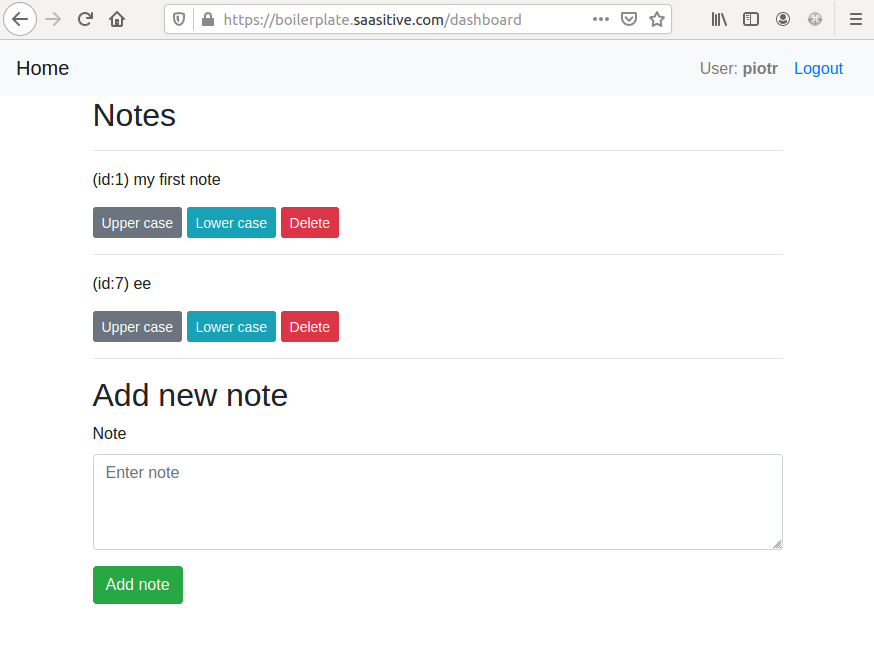 https://boilerplate.saasitive.com/dashboard
Home User: piotr Logout
Notes
(id:1) my first note
Upper case Lower case Delete
(id:7) ee
Upper case Lower case Delete
Add new note
Note
Enter note
Add note